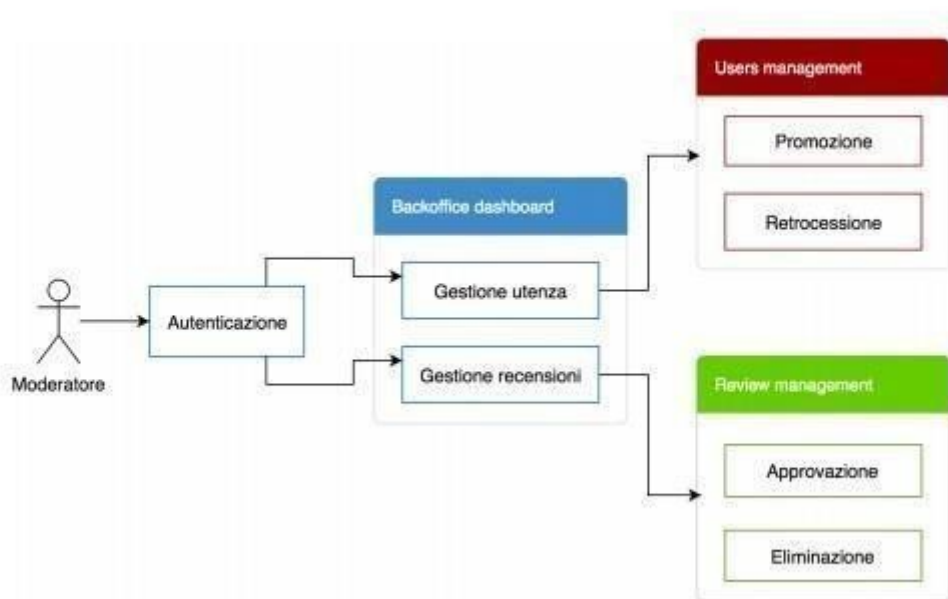 Moderatore
Autenticazione
Backoffice dashboard
Gestione utenza
Gestione recensioni
Users management
Promozione
Retrocessione
Review management
Approvazione
Eliminazione